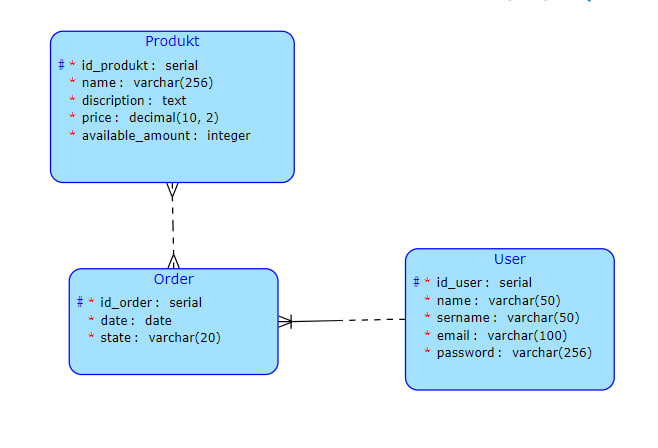 Produkt
# * id_produkt : serial
* name : varchar(256)
* discription : text
* price : decimal(10, 2)
* available_amount : integer
Order
# * id_order : serial
* date : date
* state : varchar(20)
User
# * id_user : serial
* name : varchar(50)
* sername : varchar(50)
* email : varchar(100)
* password : varchar(256)